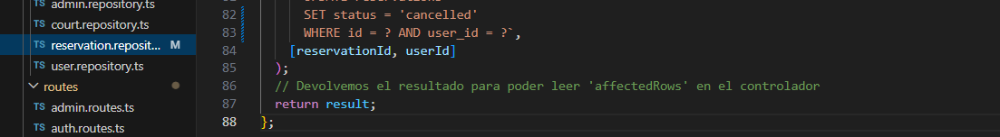 TS admin.repository.ts
TS court.repository.ts
TS reservation.reposit... M
TS user.repository.ts
routes
TS admin.routes.ts
TS auth.routes.ts
82 SET status = 'cancelled'
83 WHERE id = ? AND user_id = ?`,
84 [reservationId, userId]
85 );
86 // Devolvemos el resultado para poder leer 'affectedRows' en el controlador
87 return result;
88 };